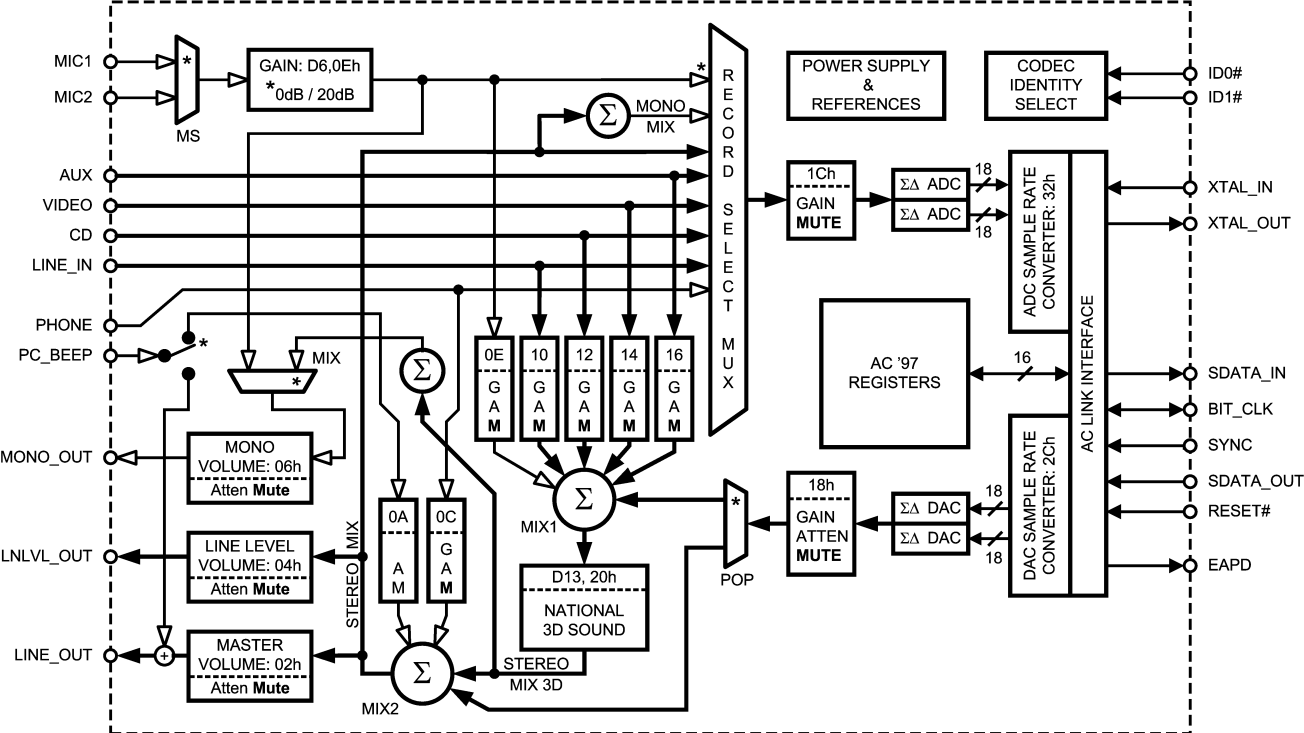 MIC1
MIC2
*
MS
GAIN: D6,0Eh
*0dB / 20dB
Σ
MONO
MIX
*
RECORD SELECT MUX
POWER SUPPLY
&
REFERENCES
CODEC
IDENTITY
SELECT
ID0#
ID1#
AUX
VIDEO
CD
LINE_IN
PHONE
PC_BEEP
*
MIX
*
Σ
1Ch
GAIN
MUTE
ΣΔ ADC
ΣΔ ADC
18
18
ADC SAMPLE RATE
CONVERTER: 32h
AC LINK INTERFACE
XTAL_IN
XTAL_OUT
0E
G
A
M
10
G
A
M
12
G
A
M
14
G
A
M
16
G
A
M
AC '97
REGISTERS
16
SDATA_IN
BIT_CLK
SYNC
SDATA_OUT
RESET#
EAPD
MONO_OUT
MONO
VOLUME: 06h
Atten Mute
LNLVL_OUT
LINE LEVEL
VOLUME: 04h
Atten Mute
STEREO MIX
LINE_OUT
+
MASTER
VOLUME: 02h
Atten Mute
0A
A
M
0C
G
A
M
Σ
MIX1
Σ
MIX2
D13, 20h
NATIONAL
3D SOUND
STEREO
MIX 3D
*
POP
18h
GAIN
ATTEN
MUTE
ΣΔ DAC
ΣΔ DAC
18
18
DAC SAMPLE RATE
CONVERTER: 2Ch